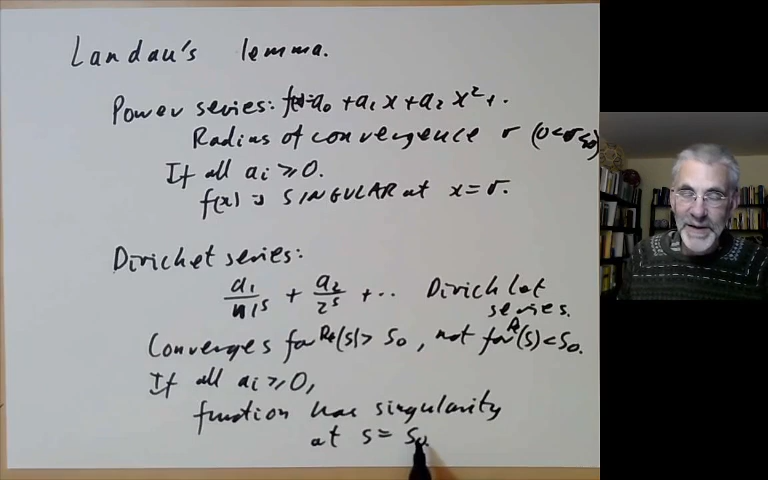 Landau's lemma.
Power series: f(x)=a₀ + a₁x + a₂x² + ..
Radius of convergence r (0<r<∞)
If all aᵢ ≥ 0.
f(x) is SINGULAR at x = r.
Dirichet series:
a₁/1ˢ + a₂/2ˢ + ... Dirichlet
series.
Converges for Re(s) > s₀, not for Re(s) < s₀.
If all aᵢ ≥ 0,
function has singularity
at s = s₀.